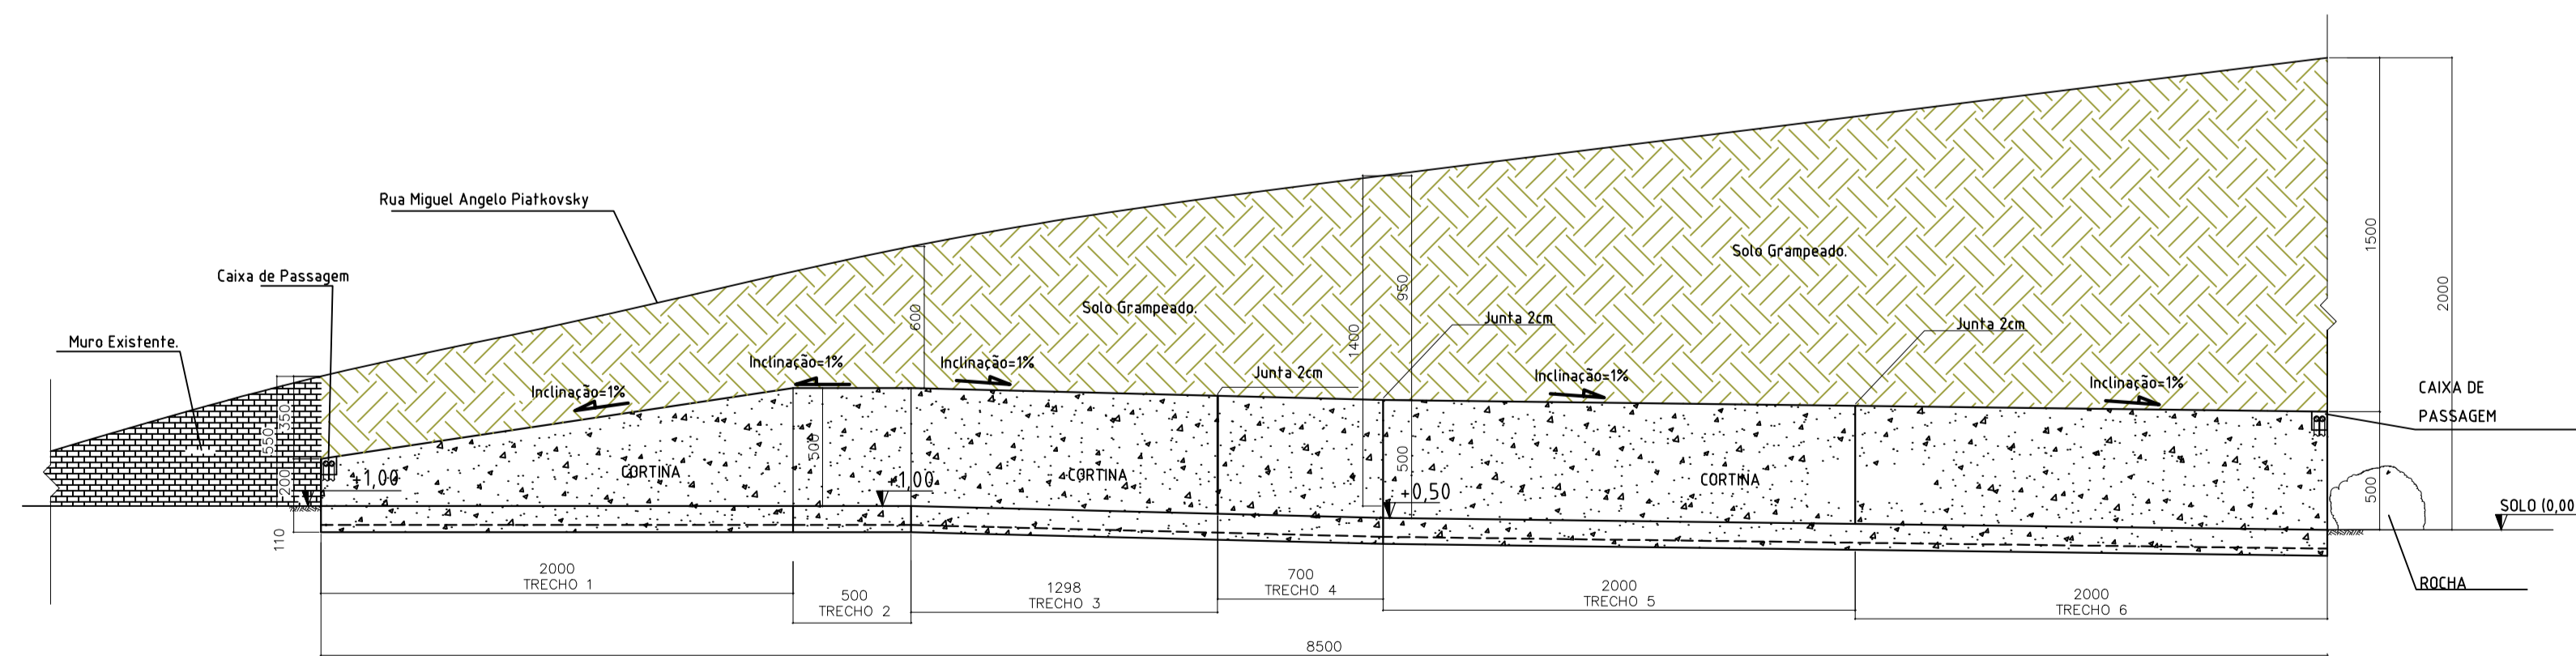 Rua Miguel Angelo Piatkovsky
Caixa de Passagem
Muro Existente.
Solo Grampeado.
Solo Grampeado.
Inclinação=1%
Inclinação=1%
Inclinação=1%
Inclinação=1%
Inclinação=1%
Junta 2cm
Junta 2cm
Junta 2cm
600
1400
950
1500
2000
CAIXA DE
PASSAGEM
550
350
200
110
500
500
500
CORTINA
CORTINA
CORTINA
+1,00
+1,00
+0,50
SOLO (0,00
ROCHA
2000
TRECHO 1
500
TRECHO 2
1298
TRECHO 3
700
TRECHO 4
2000
TRECHO 5
2000
TRECHO 6
8500